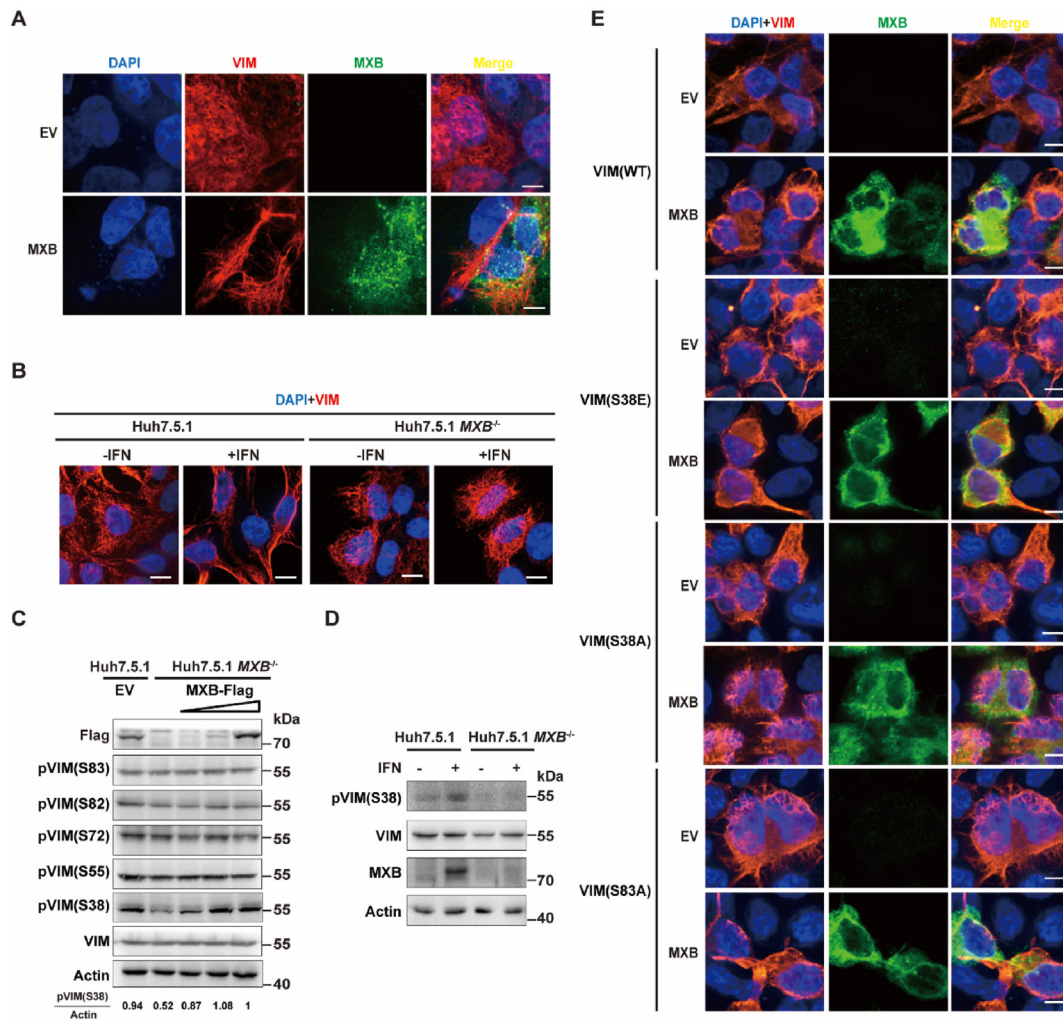 A
DAPI VIM MXB Merge
EV
MXB
B
DAPI+VIM
Huh7.5.1 Huh7.5.1 MXB-/-
-IFN +IFN -IFN +IFN
C
Huh7.5.1 Huh7.5.1 MXB-/-
EV MXB-Flag
kDa
Flag 70
pVIM(S83) 55
pVIM(S82) 55
pVIM(S72) 55
pVIM(S55) 55
pVIM(S38) 55
VIM 55
Actin 40
pVIM(S38)
Actin
0.94 0.52 0.87 1.08 1
D
Huh7.5.1 Huh7.5.1 MXB-/-
IFN - + - + kDa
pVIM(S38) 55
VIM 55
MXB 70
Actin 40
E
DAPI+VIM MXB Merge
VIM(WT)
EV
MXB
VIM(S38E)
EV
MXB
VIM(S38A)
EV
MXB
VIM(S83A)
EV
MXB